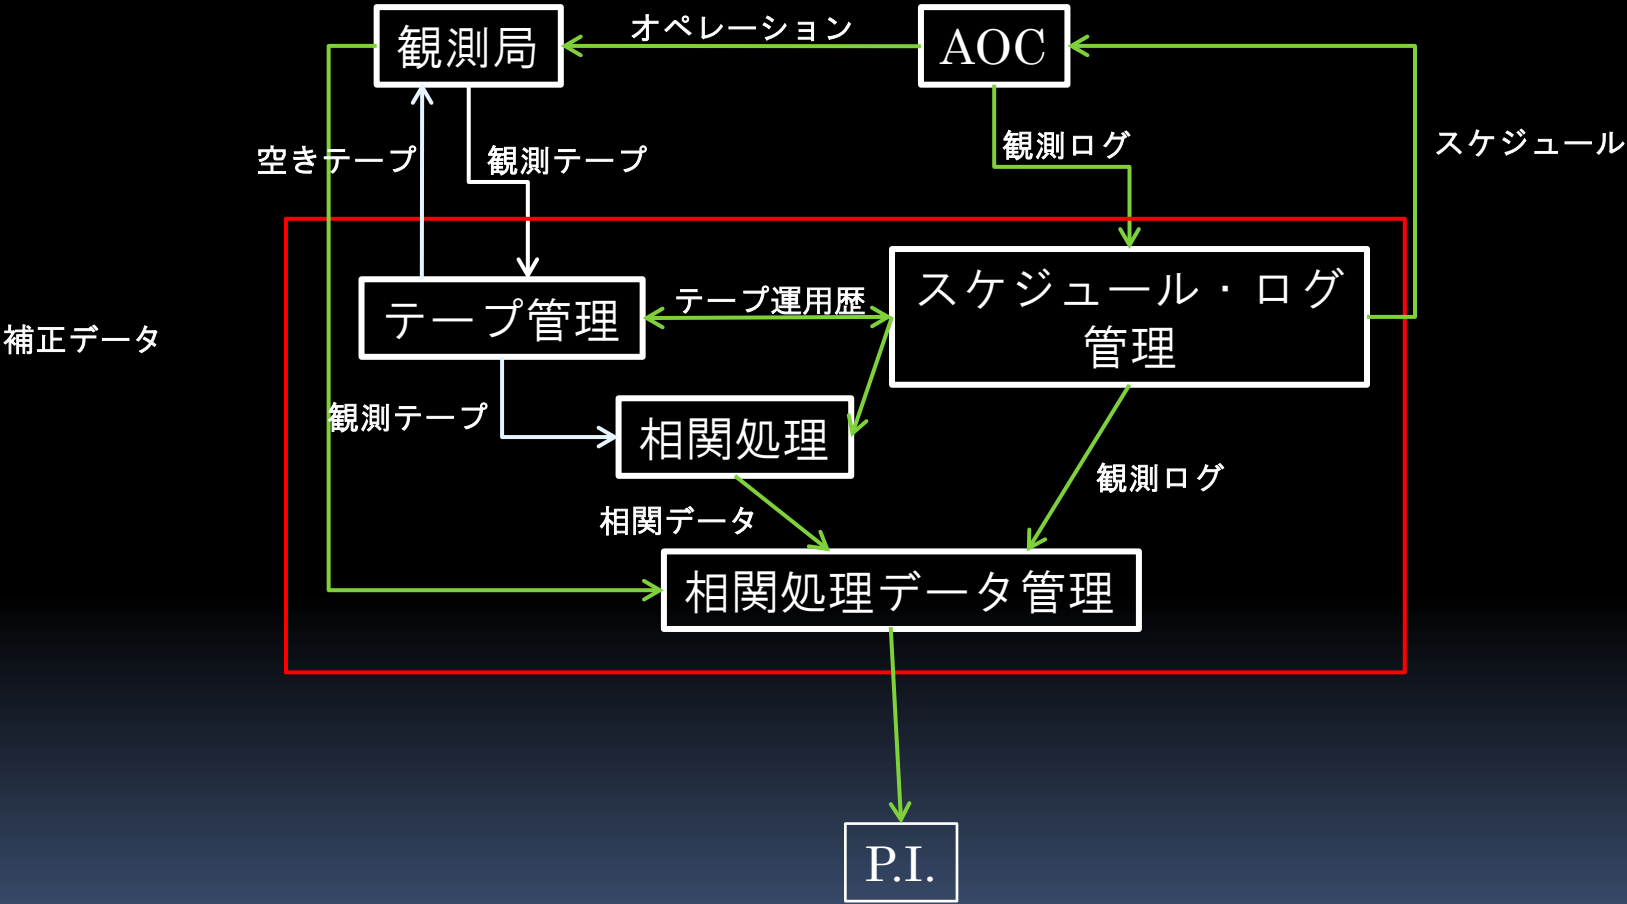 観測局
オペレーション
AOC
空きテープ
観測テープ
観測ログ
スケジュール
テープ管理
テープ運用歴
スケジュール・ログ
管理
補正データ
観測テープ
相関処理
観測ログ
相関データ
相関処理データ管理
P.I.